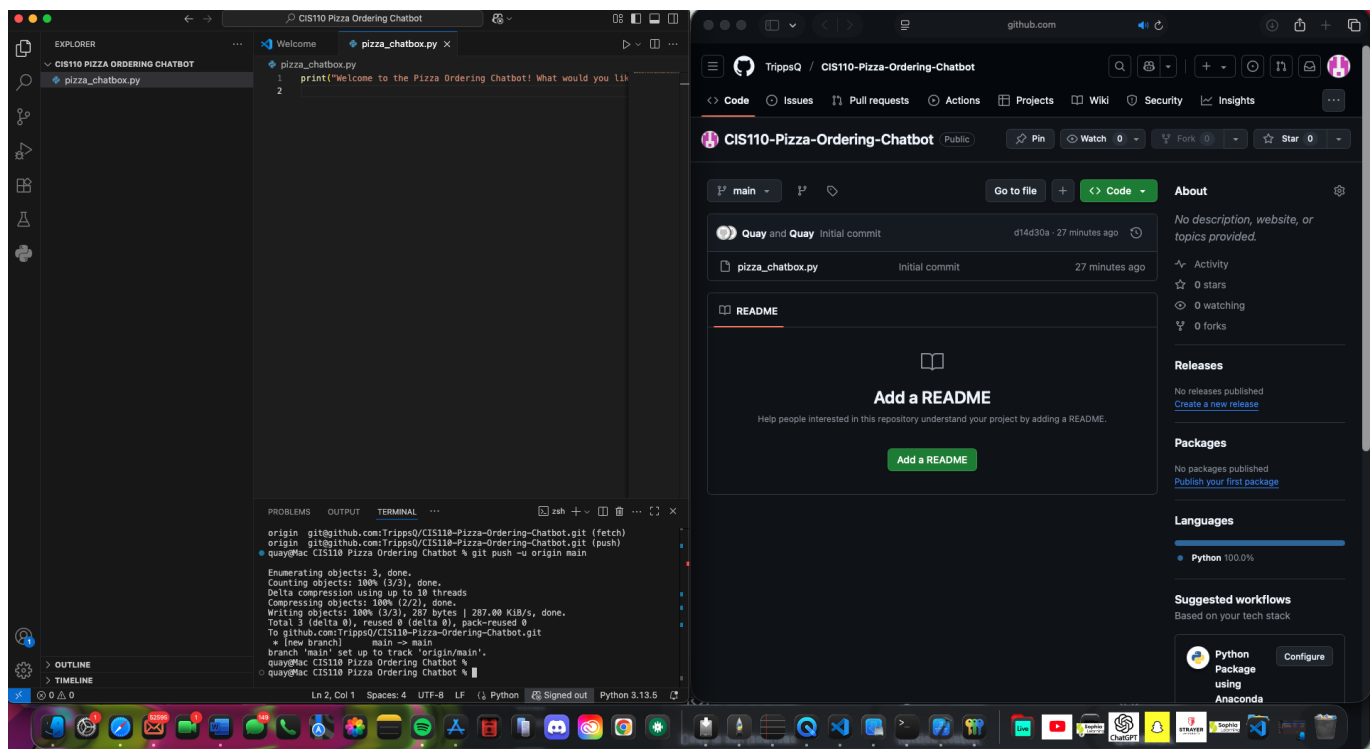 CIS110 Pizza Ordering Chatbot
EXPLORER
CIS110 PIZZA ORDERING CHATBOT
pizza_chatbox.py
OUTLINE
TIMELINE
Welcome
pizza_chatbox.py
pizza_chatbox.py
1 print("Welcome to the Pizza Ordering Chatbot! What would you lik
2
PROBLEMS OUTPUT TERMINAL ... zsh
origin git@github.com:TrippsQ/CIS110-Pizza-Ordering-Chatbot.git (fetch)
origin git@github.com:TrippsQ/CIS110-Pizza-Ordering-Chatbot.git (push)
quay@Mac CIS110 Pizza Ordering Chatbot % git push -u origin main
Enumerating objects: 3, done.
Counting objects: 100% (3/3), done.
Delta compression using up to 10 threads
Compressing objects: 100% (2/2), done.
Writing objects: 100% (3/3), 287 bytes | 287.00 KiB/s, done.
Total 3 (delta 0), reused 0 (delta 0), pack-reused 0
To github.com:TrippsQ/CIS110-Pizza-Ordering-Chatbot.git
* [new branch] main -> main
branch 'main' set up to track 'origin/main'.
quay@Mac CIS110 Pizza Ordering Chatbot %
quay@Mac CIS110 Pizza Ordering Chatbot %
0 0 Ln 2, Col 1 Spaces: 4 UTF-8 LF Python Signed out Python 3.13.5
github.com
TrippsQ / CIS110-Pizza-Ordering-Chatbot
Code Issues Pull requests Actions Projects Wiki Security Insights
CIS110-Pizza-Ordering-Chatbot Public Pin Watch 0 Fork 0 Star 0
main Go to file Code
Quay and Quay Initial commit d14d30a · 27 minutes ago
pizza_chatbox.py Initial commit 27 minutes ago
README
Add a README
Help people interested in this repository understand your project by adding a README.
Add a README
About
No description, website, or
topics provided.
Activity
0 stars
0 watching
0 forks
Releases
No releases published
Create a new release
Packages
No packages published
Publish your first package
Languages
Python 100.0%
Suggested workflows
Based on your tech stack
Python
Package
using
Anaconda
Configure
52595
149
Live
ChatGPT
STRAYER
Sophia